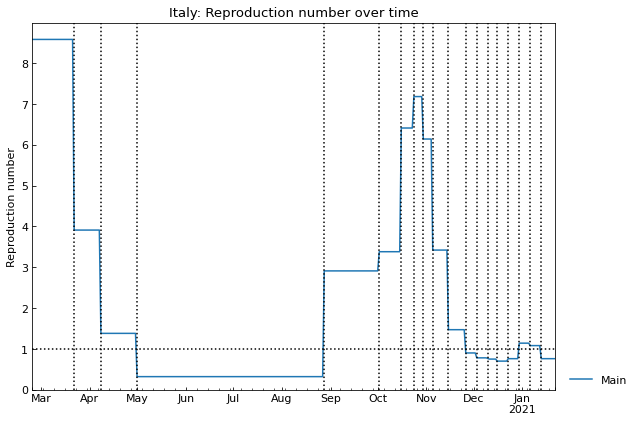 Italy: Reproduction number over time
Reproduction number
8
7
6
5
4
3
2
1
0
Mar Apr May Jun Jul Aug Sep Oct Nov Dec Jan
2021
Main